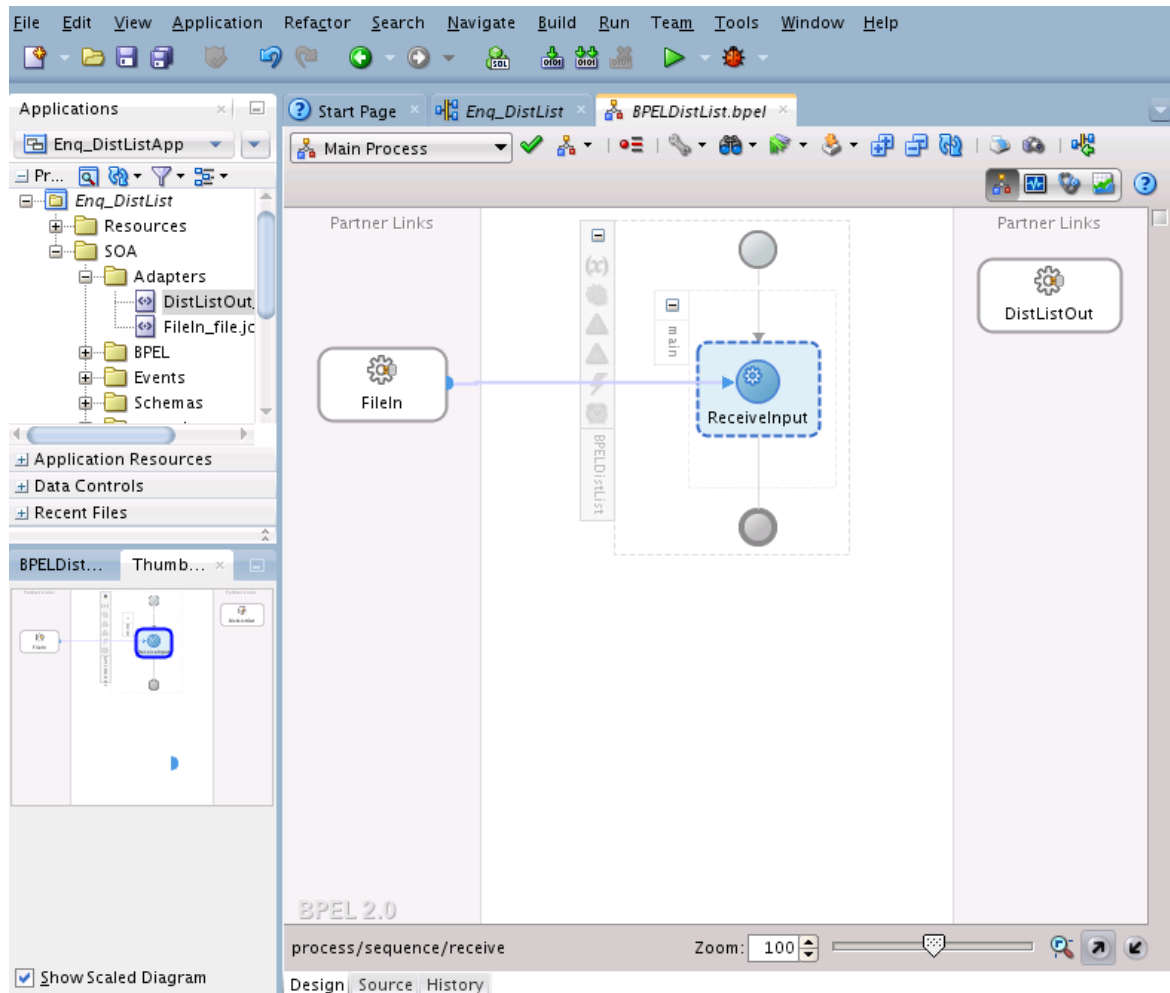 File Edit View Application Refactor Search Navigate Build Run Team Tools Window Help
Applications
Start Page
Enq_DistList
BPELDistList.bpel
Enq_DistListApp
Main Process
Pr...
Enq_DistList
Resources
SOA
Adapters
DistListOut_
FileIn_file.jc
BPEL
Events
Schemas
Application Resources
Data Controls
Recent Files
BPELDist...
Thumb...
Show Scaled Diagram
Partner Links
Partner Links
(x)
main
DistListOut
FileIn
ReceiveInput
BPELDistList
BPEL 2.0
process/sequence/receive
Zoom: 100
Design Source History